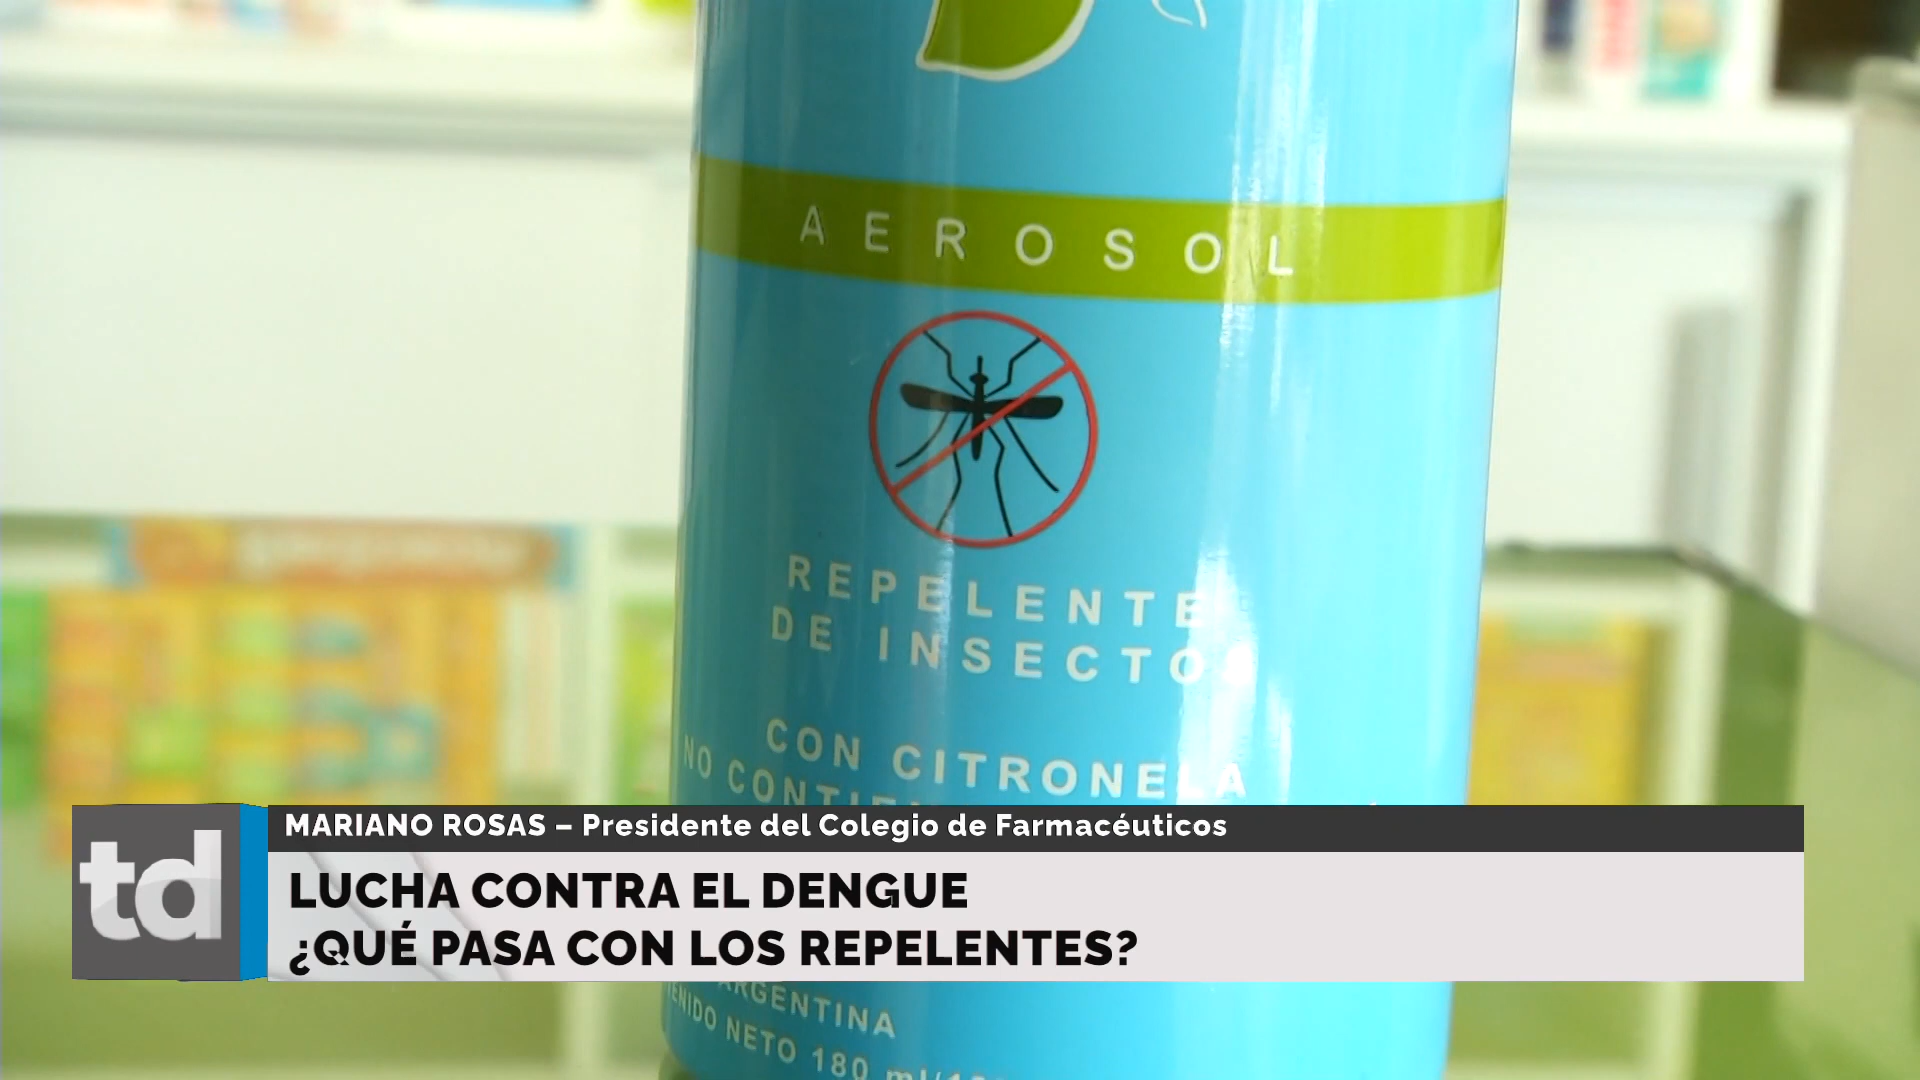 AEROSOL
REPELENTE
DE INSECTOS
CON CITRONELA
NO
MARIANO ROSAS – Presidente del Colegio de Farmacéuticos
td
LUCHA CONTRA EL DENGUE
¿QUÉ PASA CON LOS REPELENTES?
ARGENTINA
NETO 180